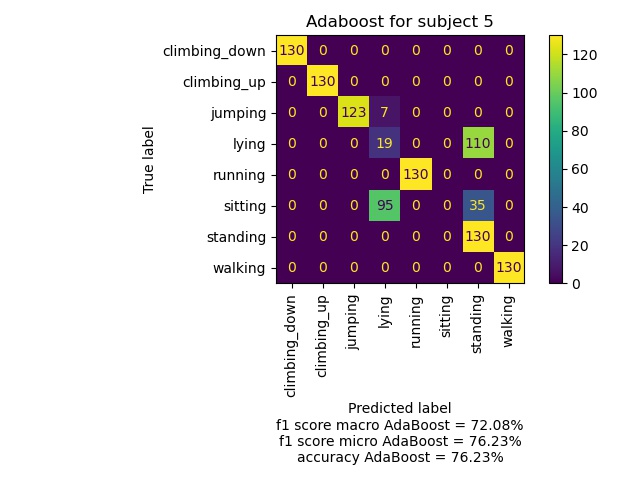 Adaboost for subject 5
True label
climbing_down 130 0 0 0 0 0 0 0
climbing_up 0 130 0 0 0 0 0 0
jumping 0 0 123 7 0 0 0 0
lying 0 0 0 19 0 0 110 0
running 0 0 0 0 130 0 0 0
sitting 0 0 0 95 0 0 35 0
standing 0 0 0 0 0 0 130 0
walking 0 0 0 0 0 0 0 130
climbing_down
climbing_up
jumping
lying
running
sitting
standing
walking
120
100
80
60
40
20
0
Predicted label
f1 score macro AdaBoost = 72.08%
f1 score micro AdaBoost = 76.23%
accuracy AdaBoost = 76.23%